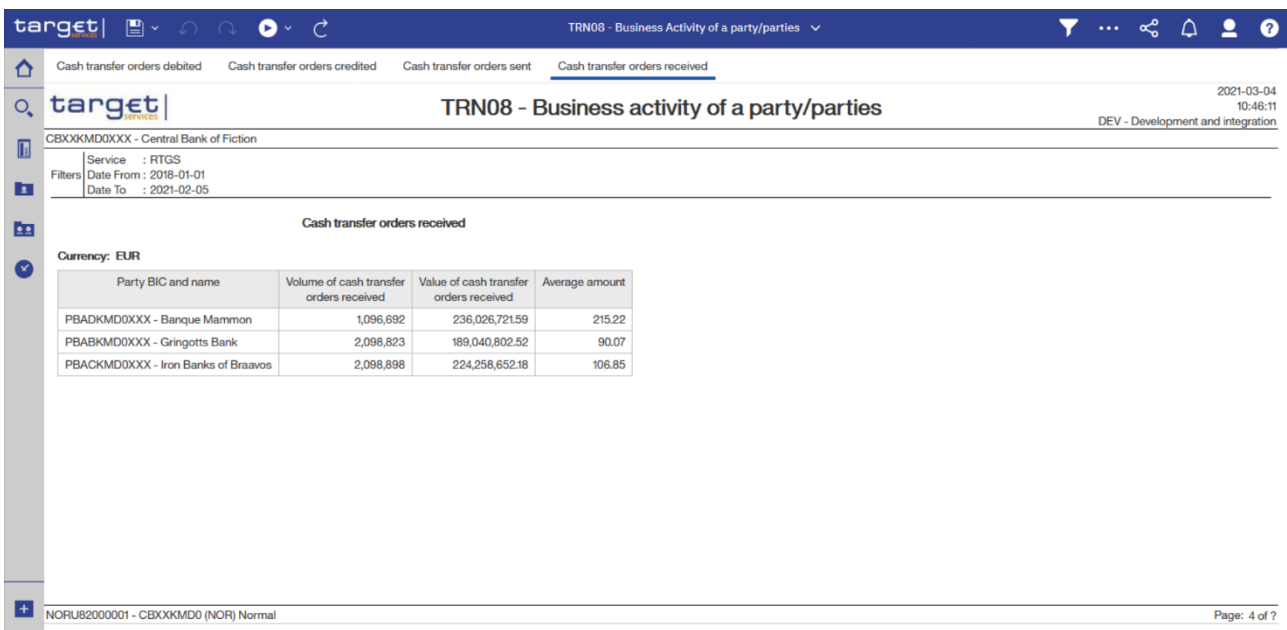 target|
services
TRN08 - Business Activity of a party/parties
Cash transfer orders debited Cash transfer orders credited Cash transfer orders sent Cash transfer orders received
target|
services
TRN08 - Business activity of a party/parties
2021-03-04
10:46:11
DEV - Development and integration
CBXXKMD0XXX - Central Bank of Fiction
Filters
Service : RTGS
Date From : 2018-01-01
Date To : 2021-02-05
Cash transfer orders received
Currency: EUR
Party BIC and name Volume of cash transfer orders received Value of cash transfer orders received Average amount
PBADKMD0XXX - Banque Mammon 1,096,692 236,026,721.59 215.22
PBABKMD0XXX - Gringotts Bank 2,098,823 189,040,802.52 90.07
PBACKMD0XXX - Iron Banks of Braavos 2,098,898 224,258,652.18 106.85
NORU82000001 - CBXXKMD0 (NOR) Normal Page: 4 of ?